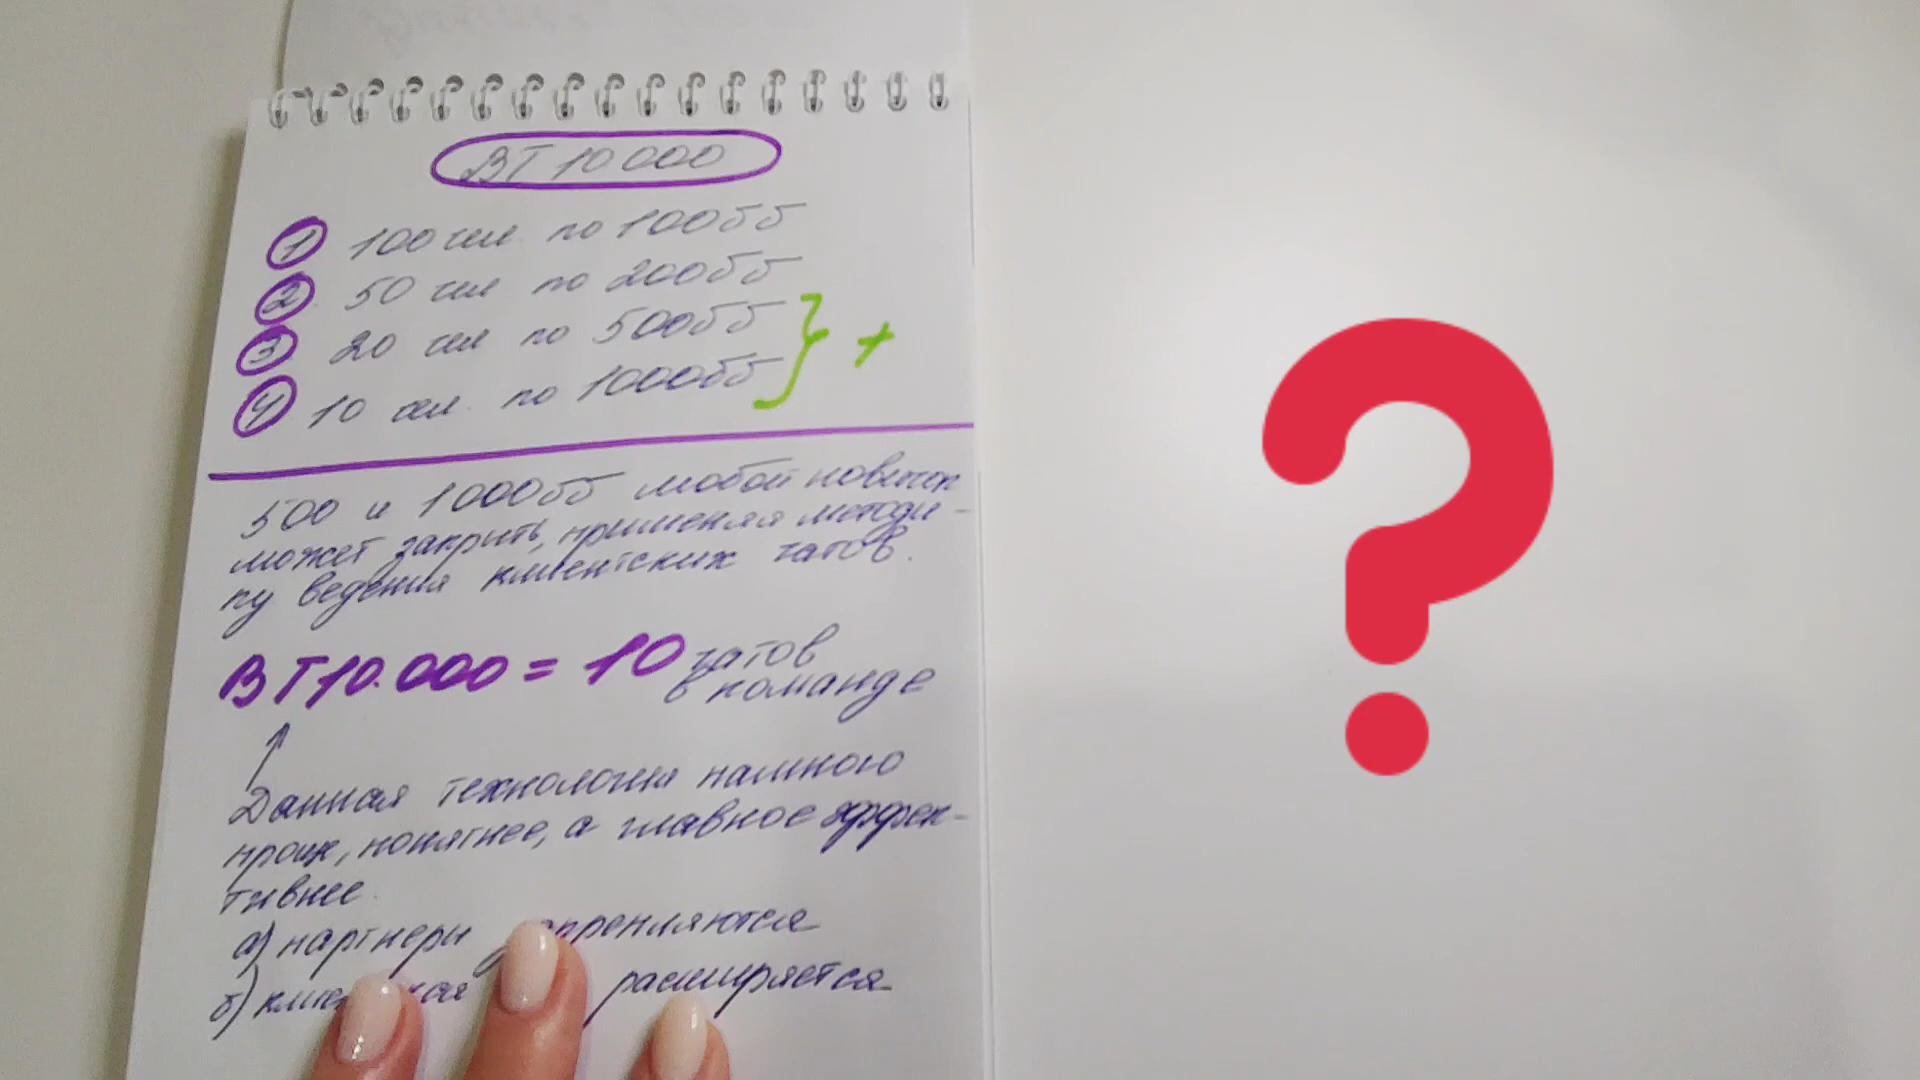 ВТ 10 000
1 100 чел. по 100бб
2 50 чел по 200бб
3 20 чел по 500бб
4 10 чел. по 1000бб
} +
500 и 1000бб любой новичок
может закрыть, применяя методи-
ку ведения клиентских чатов.
ВТ10.000 = 10 чатов
в команде
Данная технология намного
проще, понятнее, а главное эффек-
тивнее.
а) партнеры
б) расширяется
?